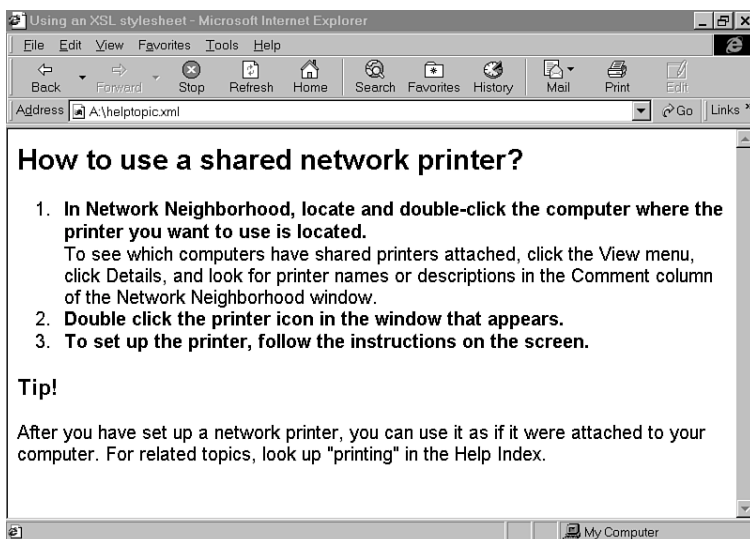 Using an XSL stylesheet - Microsoft Internet Explorer
File Edit View Favorites Tools Help
Back Forward Stop Refresh Home Search Favorites History Mail Print Edit
Address A:\helptopic.xml Go Links »
How to use a shared network printer?
1. In Network Neighborhood, locate and double-click the computer where the
printer you want to use is located.
To see which computers have shared printers attached, click the View menu,
click Details, and look for printer names or descriptions in the Comment column
of the Network Neighborhood window.
2. Double click the printer icon in the window that appears.
3. To set up the printer, follow the instructions on the screen.
Tip!
After you have set up a network printer, you can use it as if it were attached to your
computer. For related topics, look up "printing" in the Help Index.
My Computer